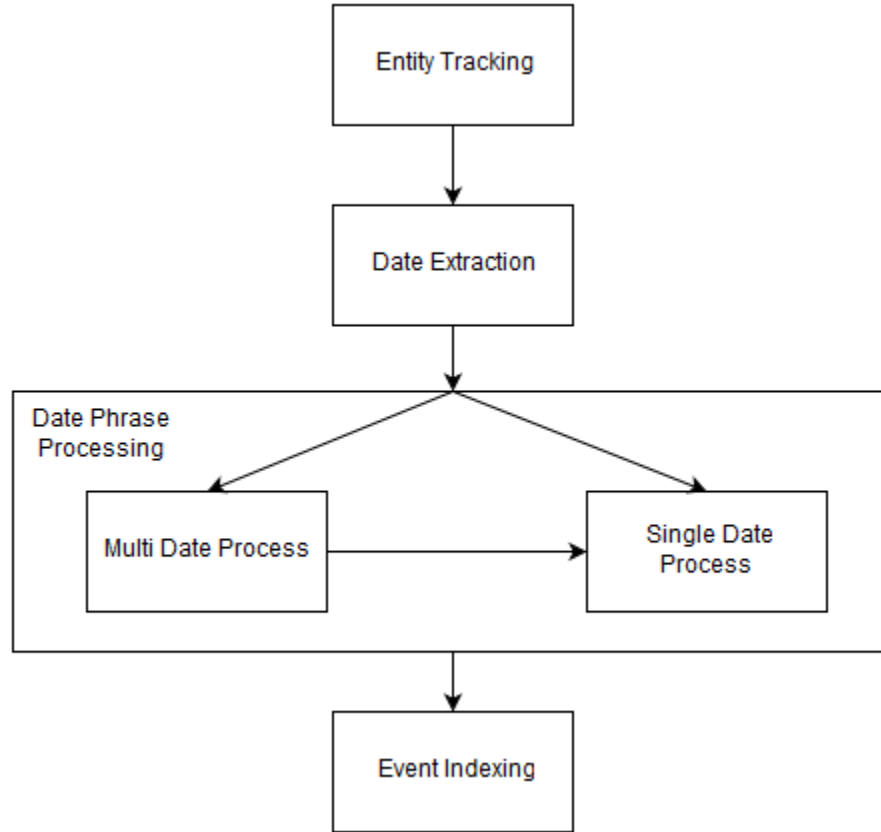 Entity Tracking
Date Extraction
Date Phrase
Processing
Multi Date Process
Single Date
Process
Event Indexing